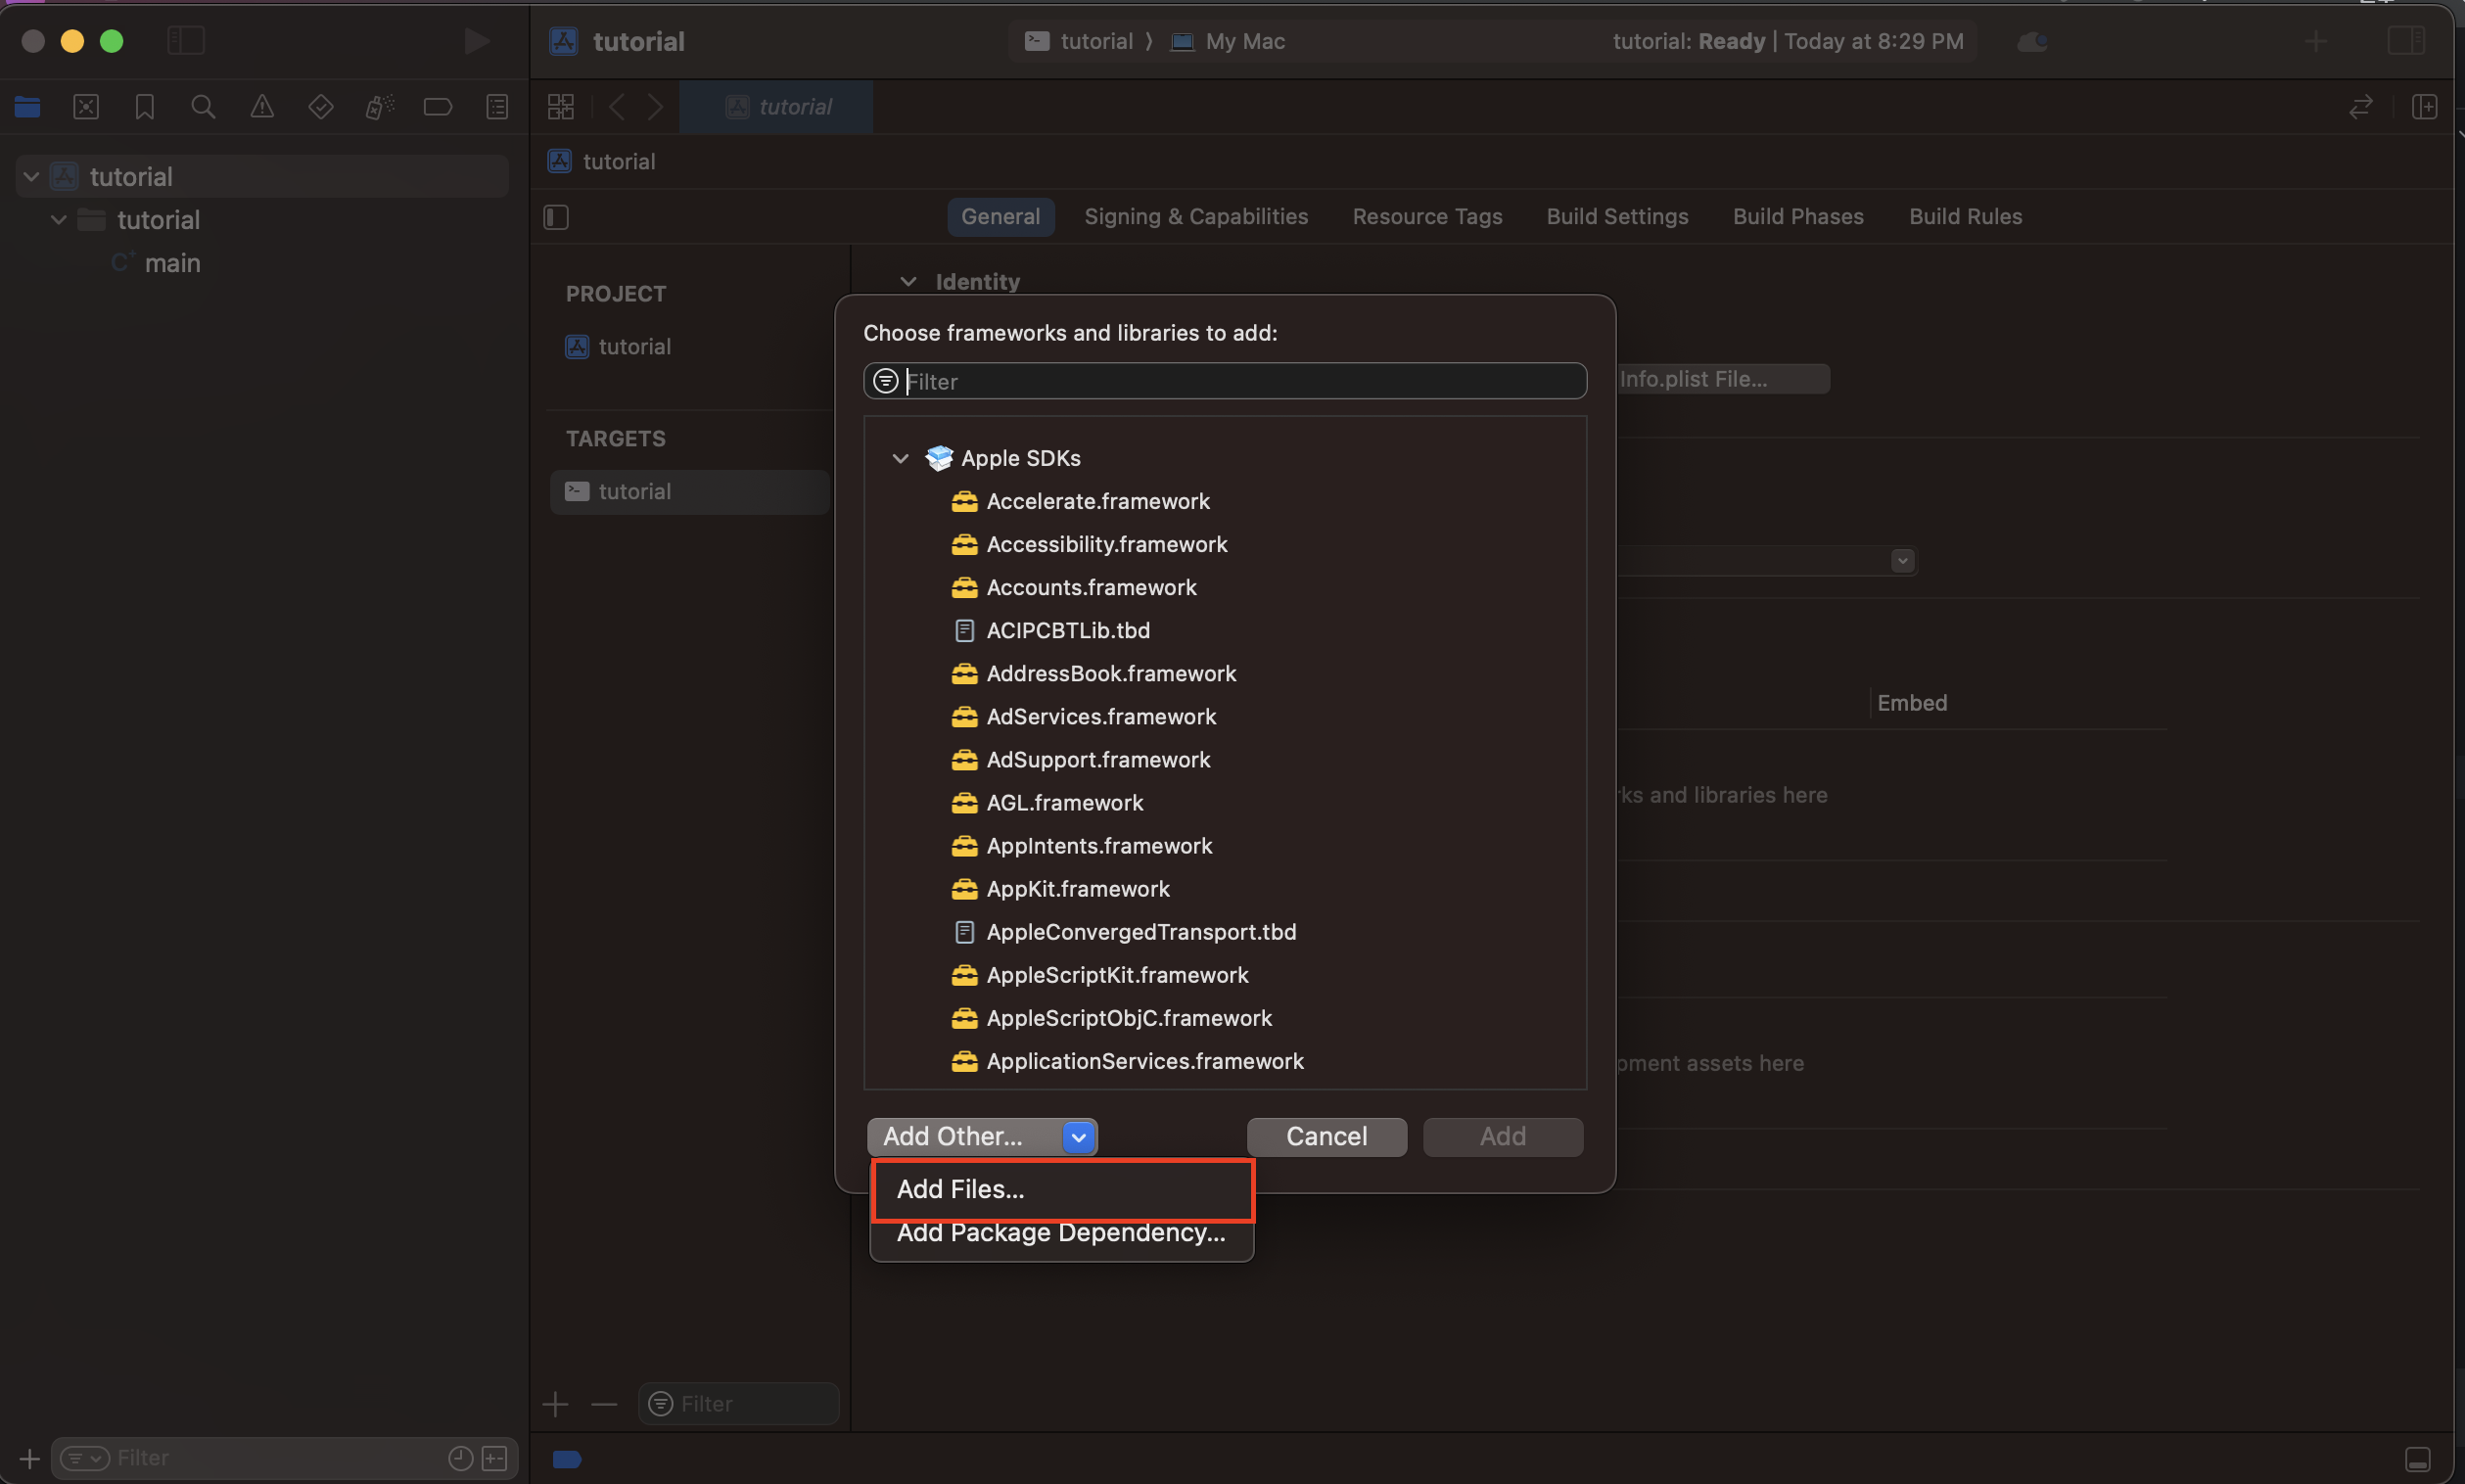 tutorial
tutorial 〉 My Mac
tutorial: Ready | Today at 8:29 PM
tutorial
tutorial
tutorial
General
Signing & Capabilities
Resource Tags
Build Settings
Build Phases
Build Rules
tutorial
tutorial
main
PROJECT
tutorial
TARGETS
tutorial
Identity
Info.plist File...
Choose frameworks and libraries to add:
Filter
Apple SDKs
Accelerate.framework
Accessibility.framework
Accounts.framework
ACIPCBTLib.tbd
AddressBook.framework
AdServices.framework
AdSupport.framework
AGL.framework
AppIntents.framework
AppKit.framework
AppleConvergedTransport.tbd
AppleScriptKit.framework
AppleScriptObjC.framework
ApplicationServices.framework
Embed
ks and libraries here
pment assets here
Add Other...
Cancel
Add
Add Files...
Add Package Dependency...
Filter
Filter